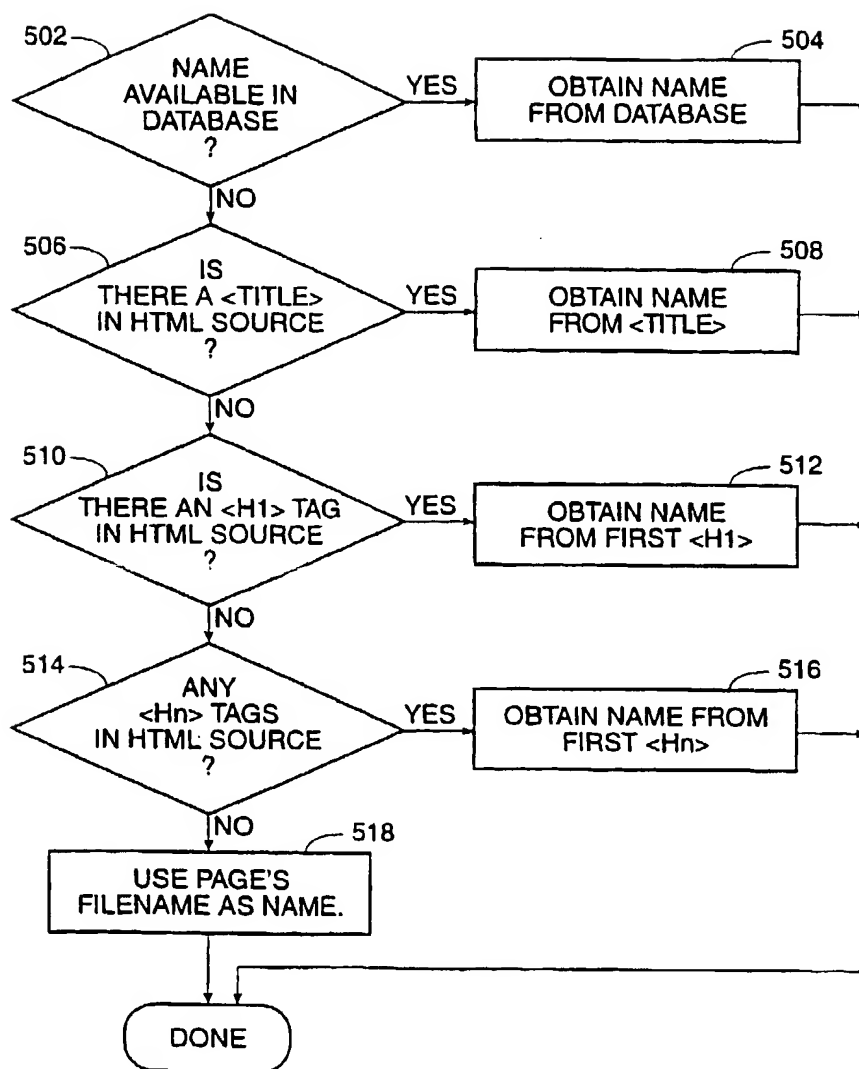 502
NAME
AVAILABLE IN
DATABASE
?
YES
504
OBTAIN NAME
FROM DATABASE
NO
506
IS
THERE A <TITLE>
IN HTML SOURCE
?
YES
508
OBTAIN NAME
FROM <TITLE>
NO
510
IS
THERE AN <H1> TAG
IN HTML SOURCE
?
YES
512
OBTAIN NAME
FROM FIRST <H1>
NO
514
ANY
<Hn> TAGS
IN HTML SOURCE
?
YES
516
OBTAIN NAME FROM
FIRST <Hn>
NO
518
USE PAGE'S
FILENAME AS NAME.
DONE